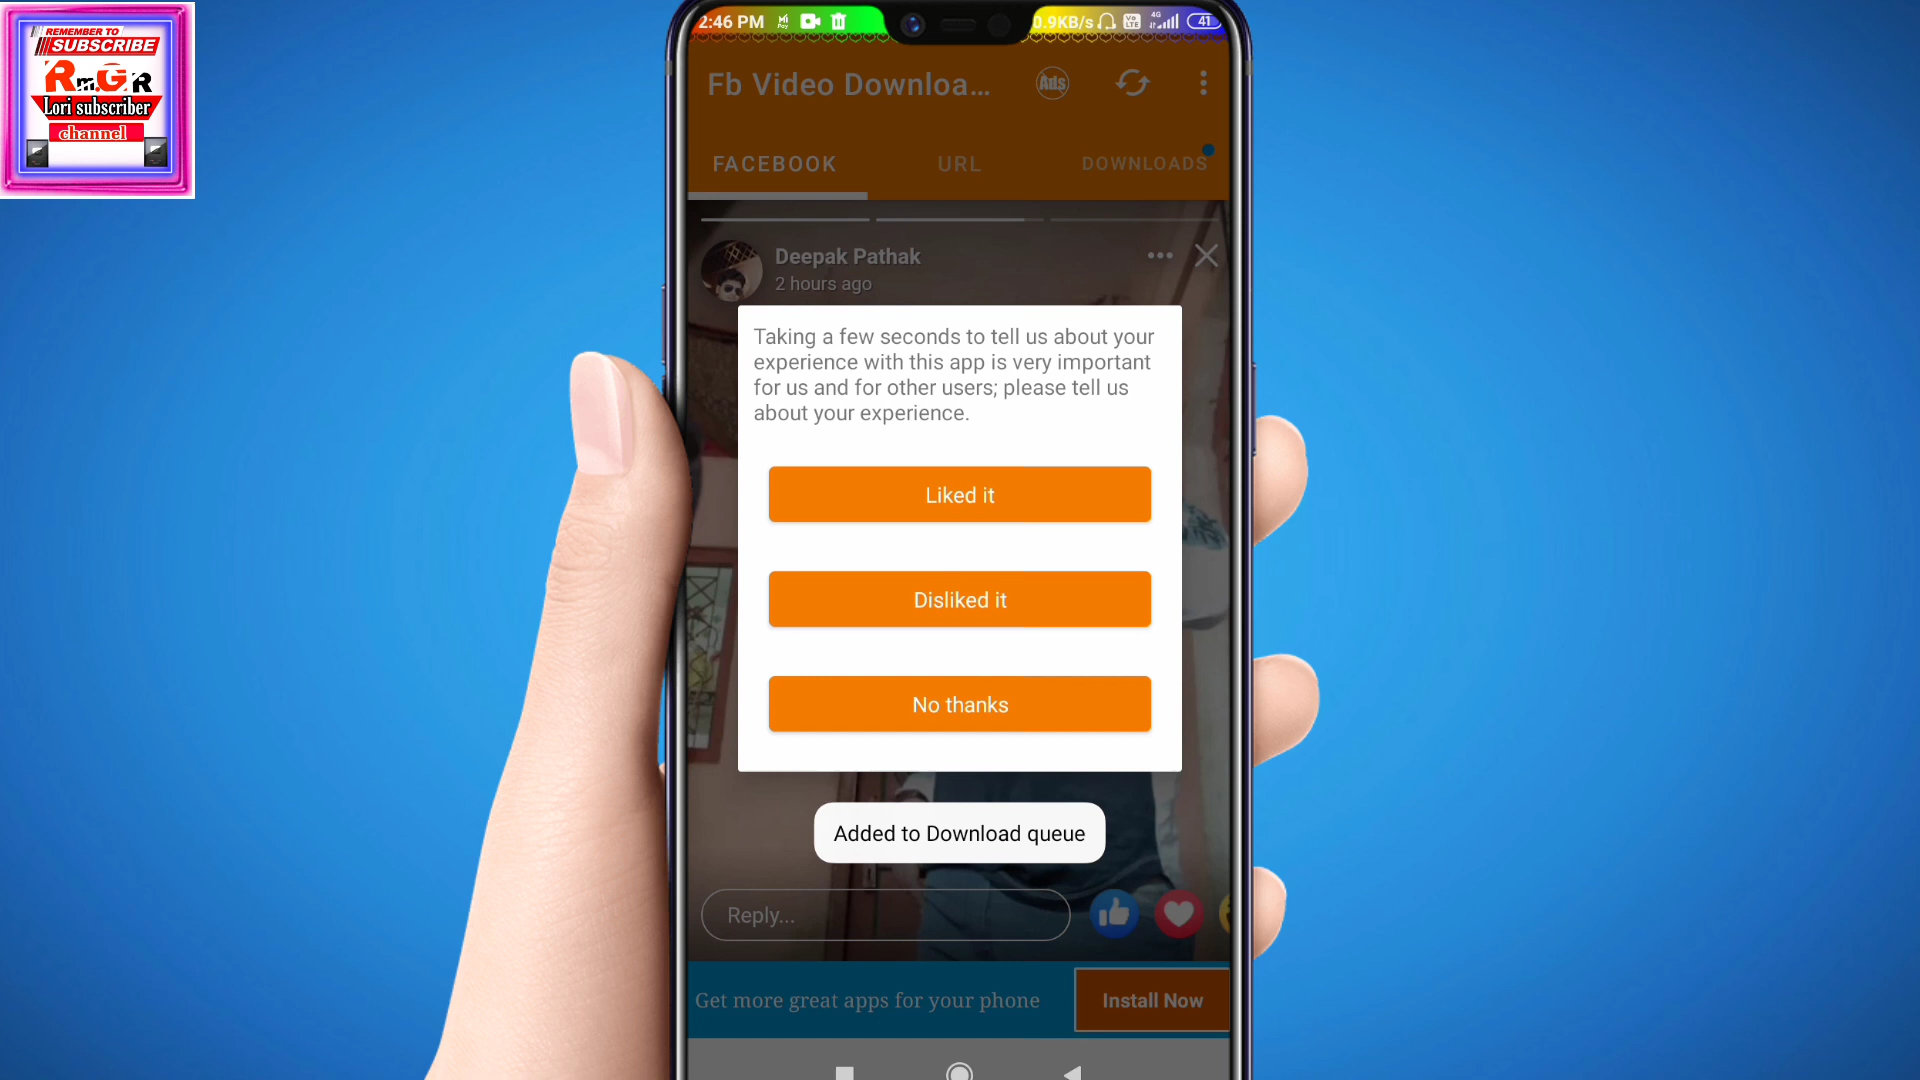 REMEMBER TO
SUBSCRIBE
RmGR
Lori subscriber
channel
2:46 PM
0.9KB/s
Vo
LTE
4G
41
Fb Video Downloa...
Ads
FACEBOOK
URL
DOWNLOADS
Deepak Pathak
2 hours ago
Taking a few seconds to tell us about your
experience with this app is very important
for us and for other users; please tell us
about your experience.
Liked it
Disliked it
No thanks
Added to Download queue
Reply...
Get more great apps for your phone
Install Now